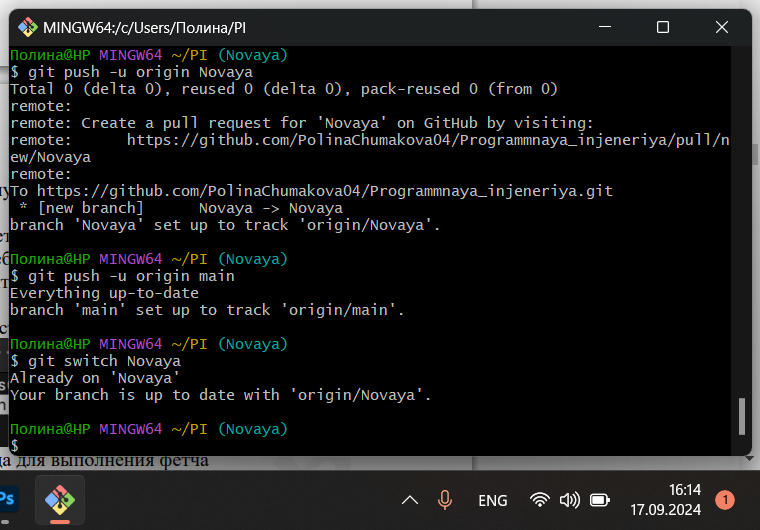 MINGW64:/c/Users/Полина/PI
Полина@HP MINGW64 ~/PI (Novaya)
$ git push -u origin Novaya
Total 0 (delta 0), reused 0 (delta 0), pack-reused 0 (from 0)
remote:
remote: Create a pull request for 'Novaya' on GitHub by visiting:
remote:      https://github.com/PolinaChumakova04/Programmnaya_injeneriya/pull/n
ew/Novaya
remote:
To https://github.com/PolinaChumakova04/Programmnaya_injeneriya.git
 * [new branch]      Novaya -> Novaya
branch 'Novaya' set up to track 'origin/Novaya'.
Полина@HP MINGW64 ~/PI (Novaya)
$ git push -u origin main
Everything up-to-date
branch 'main' set up to track 'origin/main'.
Полина@HP MINGW64 ~/PI (Novaya)
$ git switch Novaya
Already on 'Novaya'
Your branch is up to date with 'origin/Novaya'.
Полина@HP MINGW64 ~/PI (Novaya)
$
да для выполнения фетча
Ps
ENG
16:14
17.09.2024
1